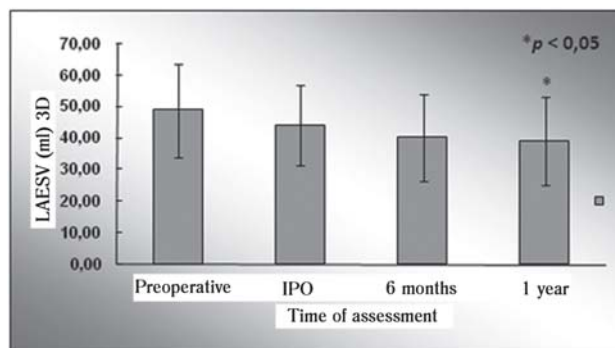 70,00
60,00
50,00
40,00
30,00
20,00
10,00
0,00
LAESV (ml) 3D
*p < 0,05
*
Preoperative IPO 6 months 1 year
Time of assessment